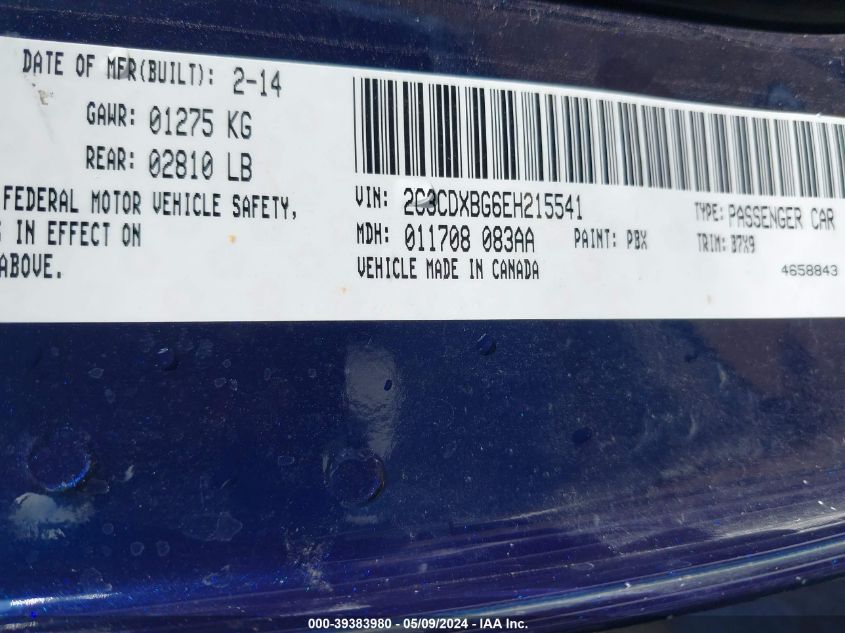 DATE OF MFR(BUILT): 2-14
GAWR: 01275 KG
REAR: 02810 LB
FEDERAL MOTOR VEHICLE SAFETY,
IN EFFECT ON
ABOVE.
VIN: 2C3CDXBG6EH215541
TYPE: PASSENGER CAR
MDH: 011708 083AA
PAINT: PBX
TRIM: B7X9
VEHICLE MADE IN CANADA
4658843
000-39383980 - 05/09/2024 - IAA Inc.